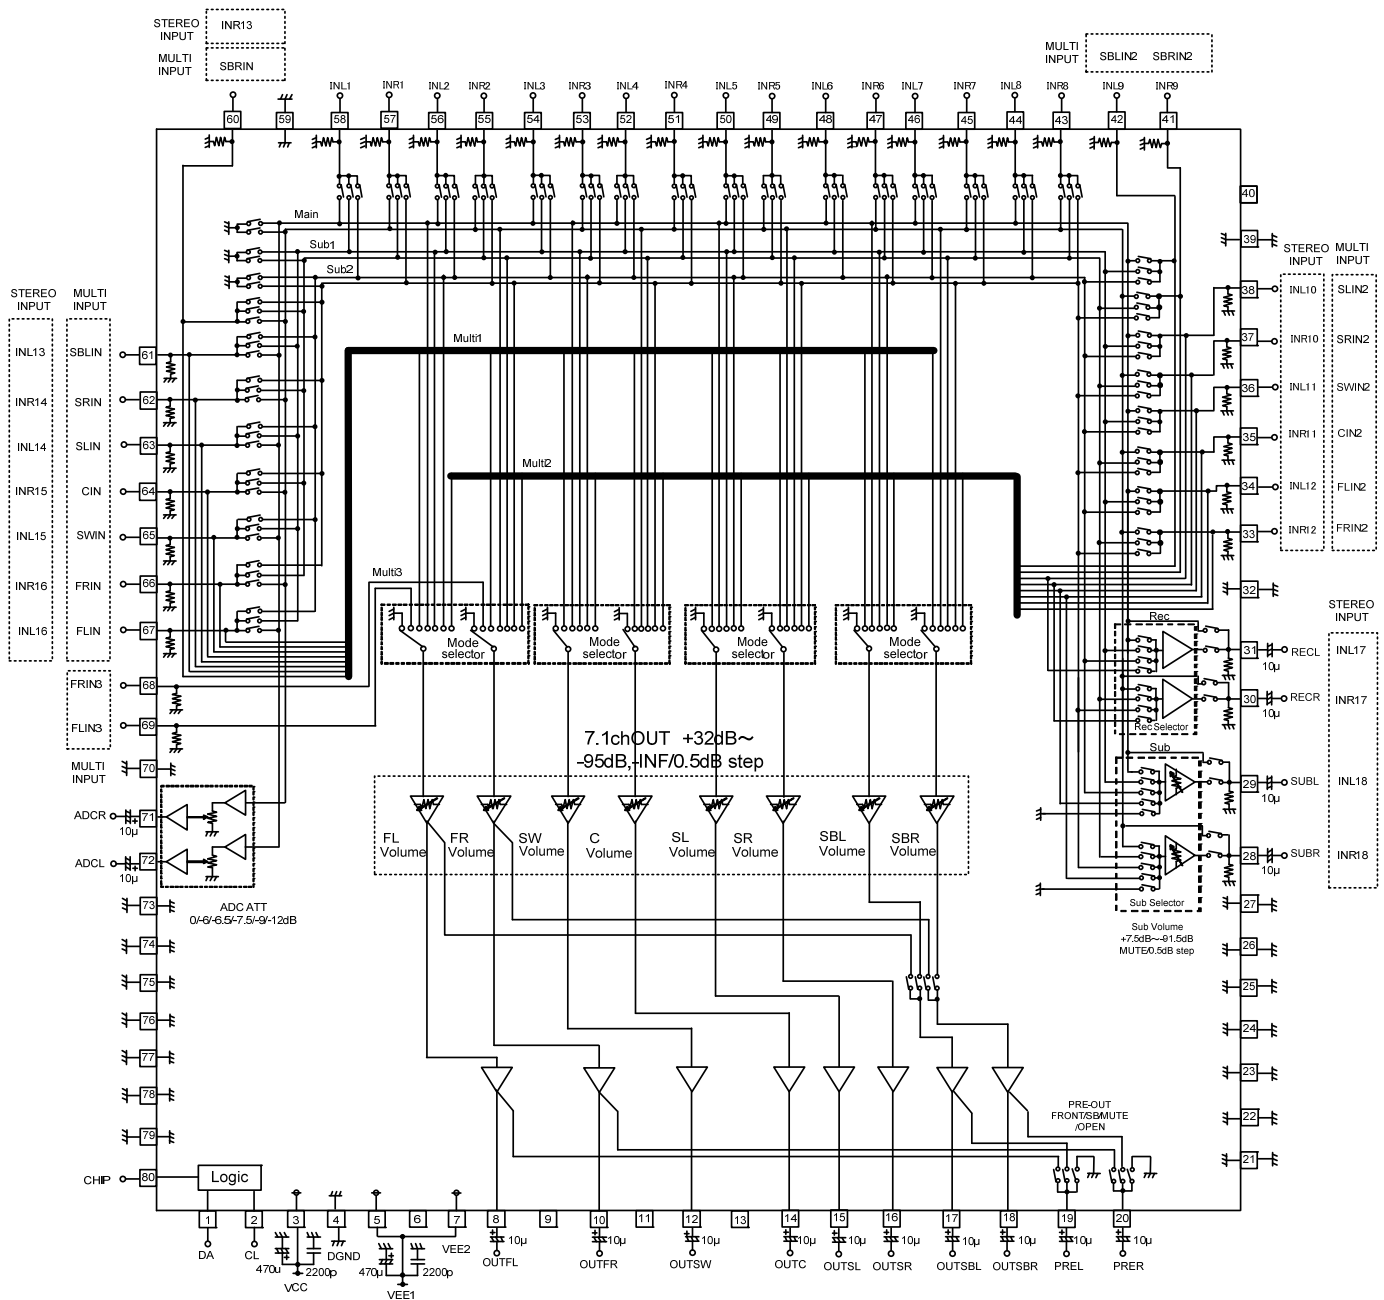 STEREO
INPUT
INR13
MULTI
INPUT
SBRIN
MULTI
INPUT
SBLIN2 SBRIN2
INL1 INR1 INL2 INR2 INL3 INR3 INL4 INR4 INL5 INR5 INL6 INR6 INL7 INR7 INL8 INR8 INL9 INR9
60 59 58 57 56 55 54 53 52 51 50 49 48 47 46 45 44 43 42 41
Main
Sub1
Sub2
40
39
STEREO
INPUT
MULTI
INPUT
38 INL10 SLIN2
37 INR10 SRIN2
36 INL11 SWIN2
35 INR11 CIN2
34 INL12 FLIN2
33 INR12 FRIN2
32
STEREO
INPUT
MULTI
INPUT
INL13 SBLIN 61
INR14 SRIN 62
INL14 SLIN 63
INR15 CIN 64
INL15 SWIN 65
INR16 FRIN 66
INL16 FLIN 67
FRIN3 68
FLIN3 69
MULTI
INPUT
70
Multi1
Multi2
Multi3
Mode
selector
Mode
selector
Mode
selector
Mode
selector
STEREO
INPUT
Rec
31 10μ RECL INL17
30 10μ RECR INR17
Rec Selector
Sub
29 10μ SUBL INL18
28 10μ SUBR INR18
Sub Selector
27
Sub Volume
+7.5dB～-91.5dB
MUTE/0.5dB step
7.1chOUT +32dB～
-95dB,-INF/0.5dB step
FL
Volume
FR
Volume
SW
Volume
C
Volume
SL
Volume
SR
Volume
SBL
Volume
SBR
Volume
ADCR 10μ 71
ADCL 10μ 72
ADC ATT
0/-6/-6.5/-7.5/-9/-12dB
73
74
75
76
77
78
79
CHIP 80
26
25
24
23
22
21
PRE-OUT
FRONT/SB/MUTE
/OPEN
Logic
1 2 3 4 5 6 7 8 9 10 11 12 13 14 15 16 17 18 19 20
DA
CL
470u
2200p
VCC
DGND
470μ
2200p
VEE1
VEE2
10μ 10μ 10μ 10μ 10μ 10μ 10μ 10μ 10μ 10μ
OUTFL OUTFR OUTSW OUTC OUTSL OUTSR OUTSBL OUTSBR PREL PRER